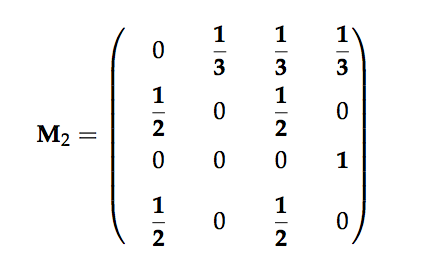 M₂ =
0 1/3 1/3 1/3
1/2 0 1/2 0
0 0 0 1
1/2 0 1/2 0